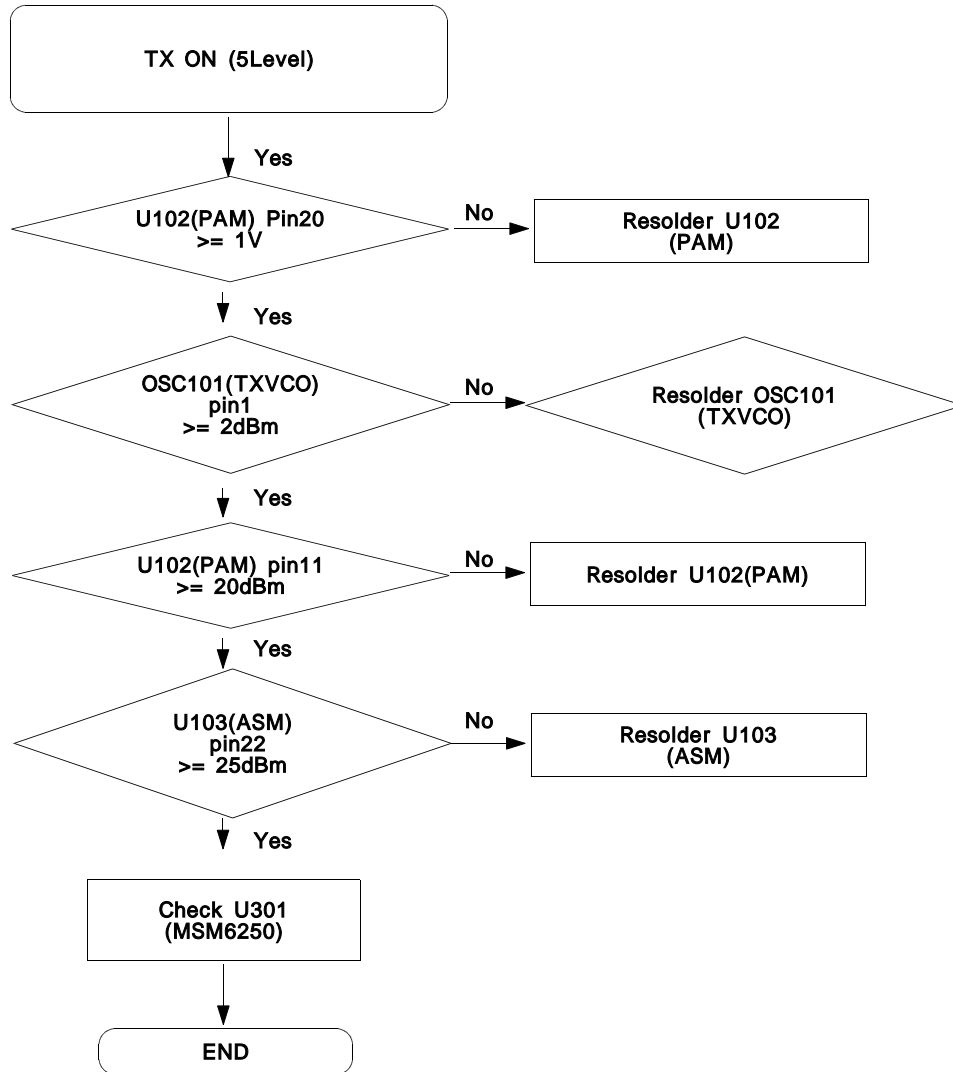 TX ON (5Level)
Yes
U102(PAM) Pin20
>= 1V
No
Resolder U102
(PAM)
Yes
OSC101(TXVCO)
pin1
>= 2dBm
No
Resolder OSC101
(TXVCO)
Yes
U102(PAM) pin11
>= 20dBm
No
Resolder U102(PAM)
Yes
U103(ASM)
pin22
>= 25dBm
No
Resolder U103
(ASM)
Yes
Check U301
(MSM6250)
END